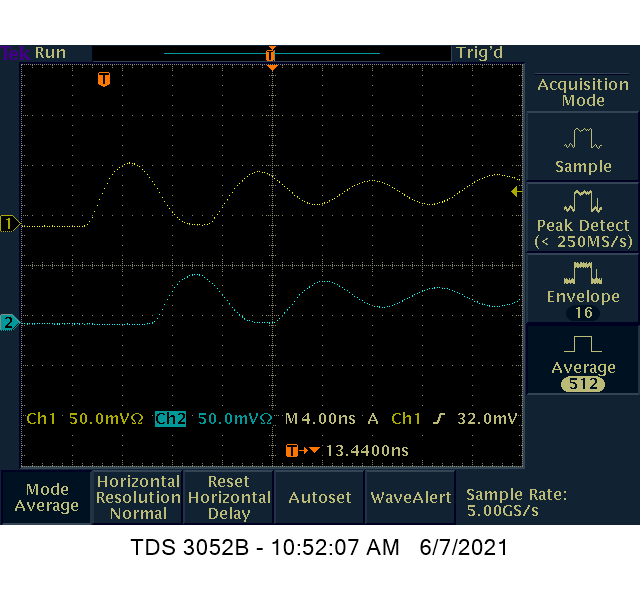 Tek Run Trig'd
T
T
Acquisition
Mode
Sample
Peak Detect
(< 250MS/s)
Envelope
16
Average
512
1
2
Ch1 50.0mVΩ Ch2 50.0mVΩ M 4.00ns A Ch1 32.0mV
T→▼ 13.4400ns
Mode
Average
Horizontal
Resolution
Normal
Reset
Horizontal
Delay
Autoset
WaveAlert
Sample Rate:
5.00GS/s
TDS 3052B - 10:52:07 AM 6/7/2021